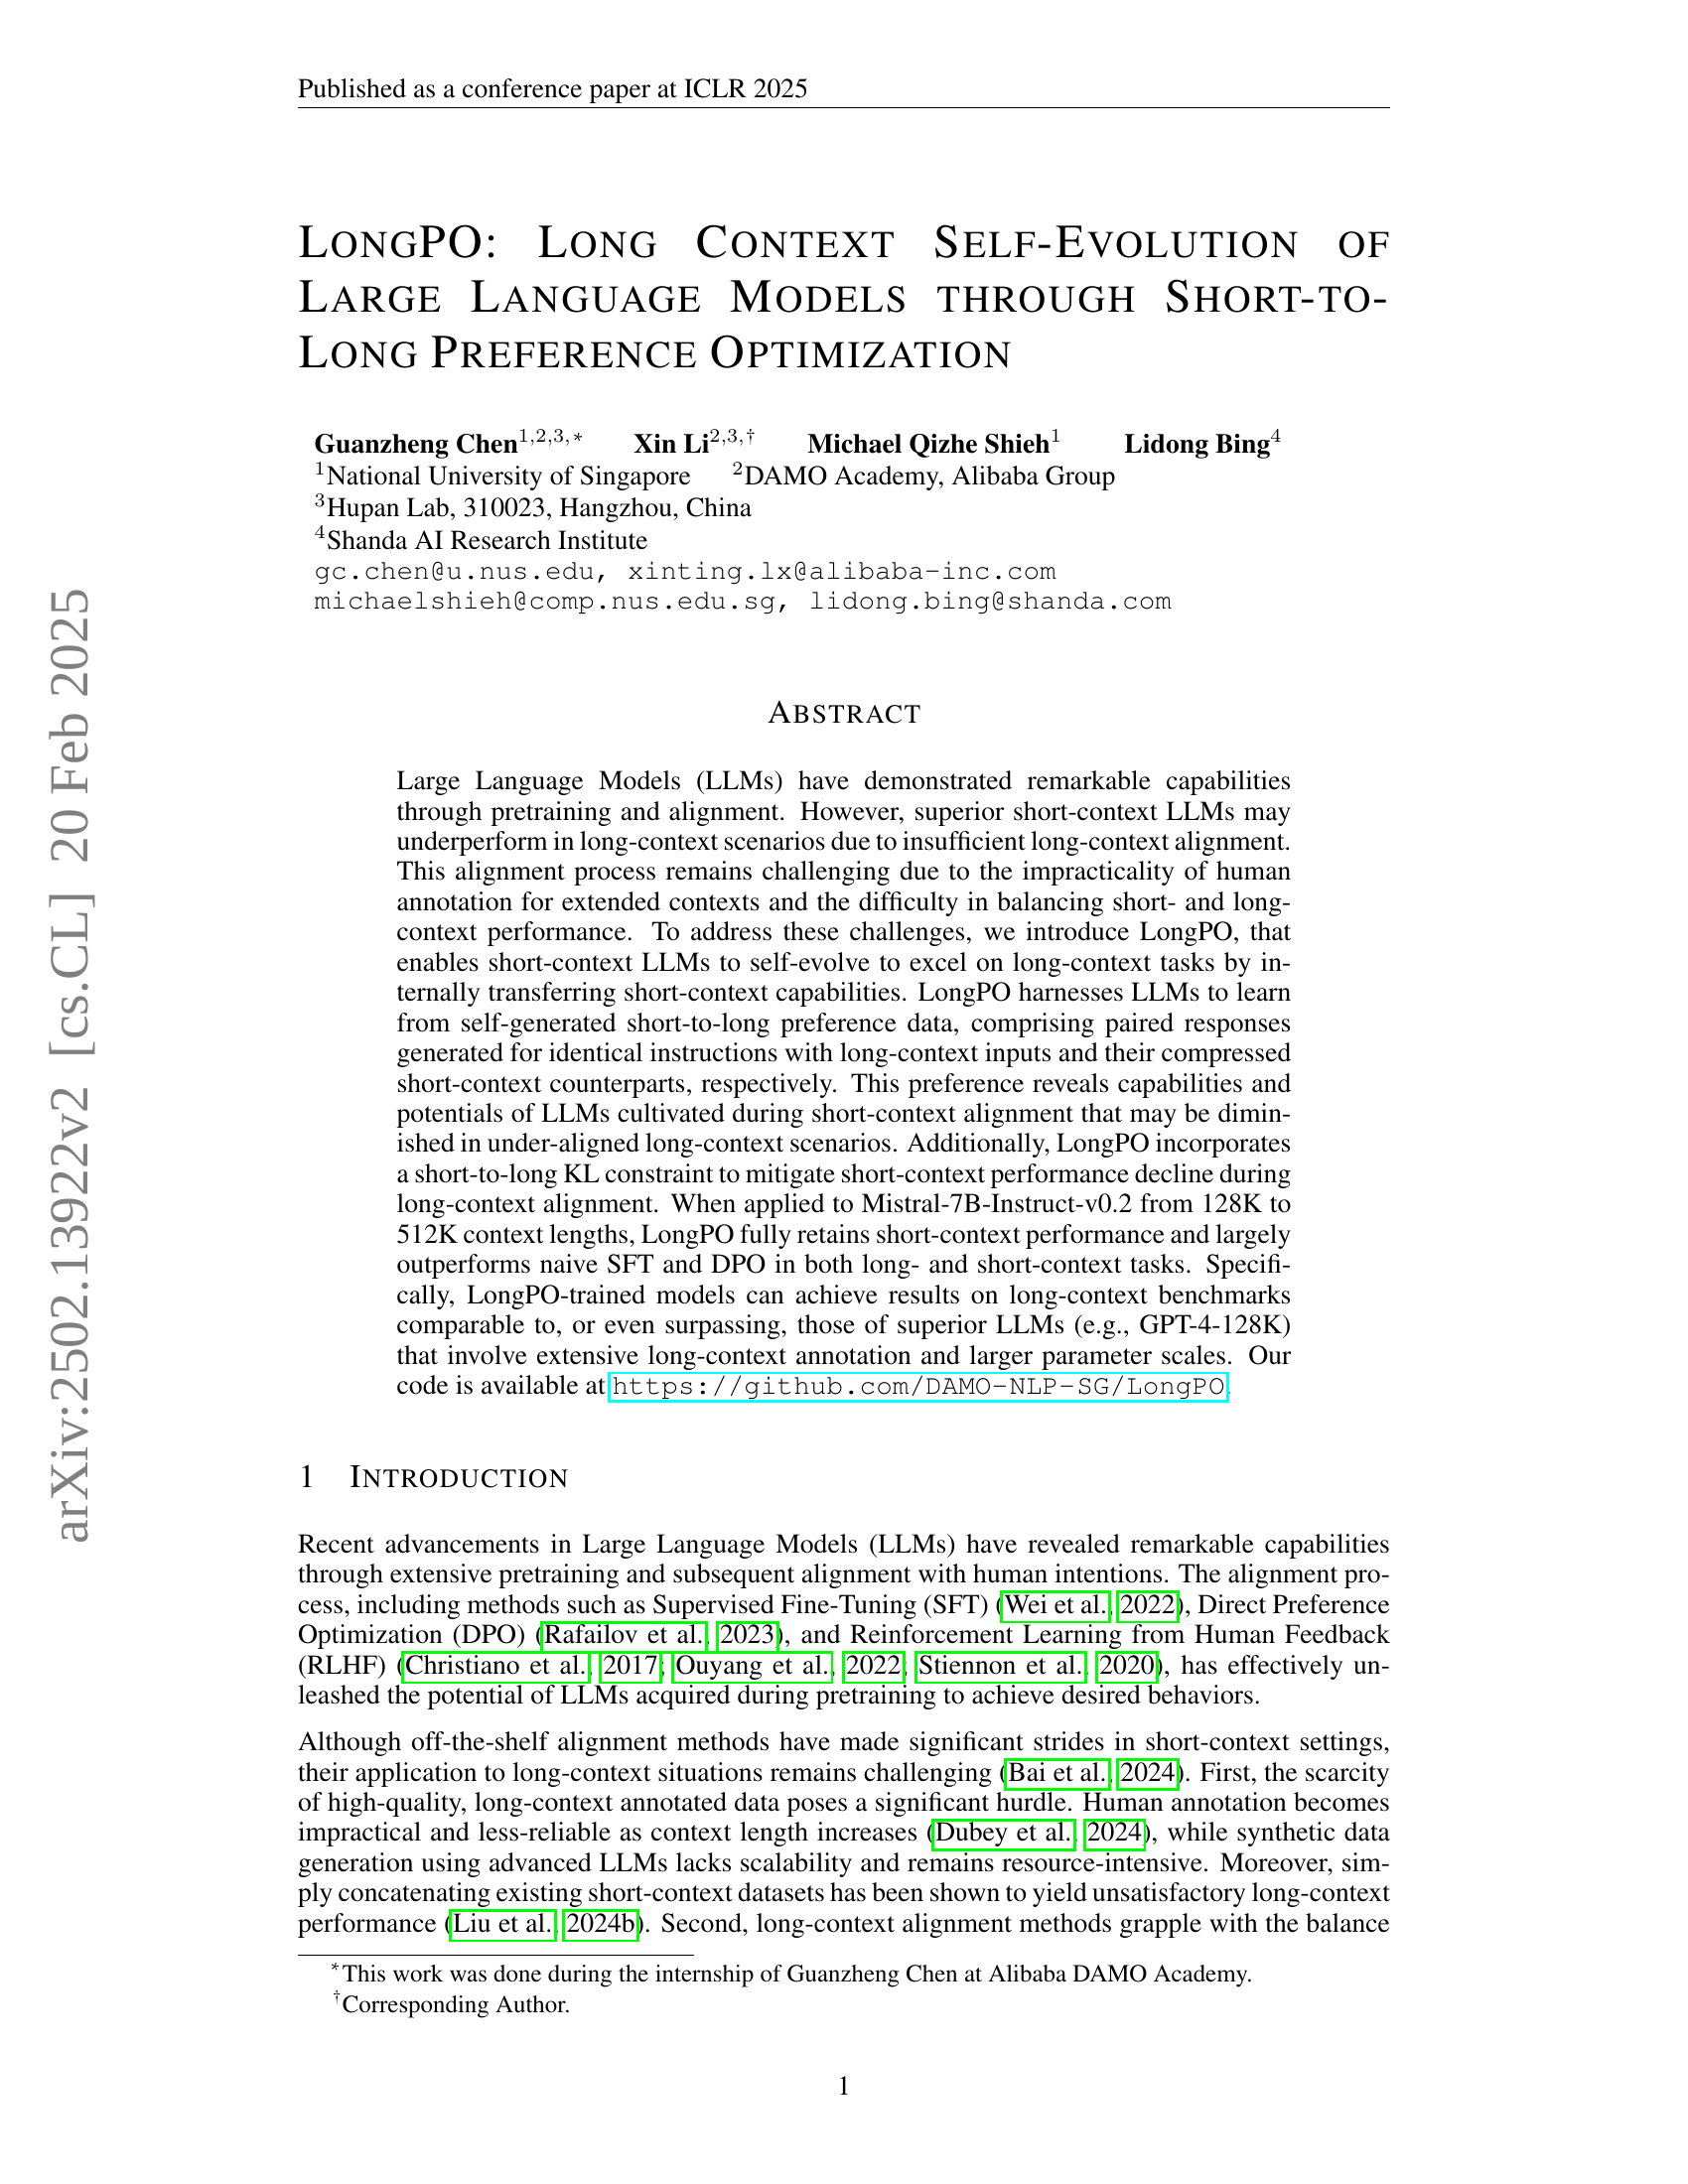 Published as a conference paper at ICLR 2025
LONGPO: LONG CONTEXT SELF-EVOLUTION OF
LARGE LANGUAGE MODELS THROUGH SHORT-TO-
LONG PREFERENCE OPTIMIZATION
Guanzheng Chen1,2,3,* Xin Li2,3,† Michael Qizhe Shieh1 Lidong Bing4
1National University of Singapore 2DAMO Academy, Alibaba Group
3Hupan Lab, 310023, Hangzhou, China
4Shanda AI Research Institute
gc.chen@u.nus.edu, xinting.lx@alibaba-inc.com
michaelshieh@comp.nus.edu.sg, lidong.bing@shanda.com
ABSTRACT
Large Language Models (LLMs) have demonstrated remarkable capabilities
through pretraining and alignment. However, superior short-context LLMs may
underperform in long-context scenarios due to insufficient long-context alignment.
This alignment process remains challenging due to the impracticality of human
annotation for extended contexts and the difficulty in balancing short- and long-
context performance. To address these challenges, we introduce LongPO, that
enables short-context LLMs to self-evolve to excel on long-context tasks by in-
ternally transferring short-context capabilities. LongPO harnesses LLMs to learn
from self-generated short-to-long preference data, comprising paired responses
generated for identical instructions with long-context inputs and their compressed
short-context counterparts, respectively. This preference reveals capabilities and
potentials of LLMs cultivated during short-context alignment that may be dimin-
ished in under-aligned long-context scenarios. Additionally, LongPO incorporates
a short-to-long KL constraint to mitigate short-context performance decline during
long-context alignment. When applied to Mistral-7B-Instruct-v0.2 from 128K to
512K context lengths, LongPO fully retains short-context performance and largely
outperforms naive SFT and DPO in both long- and short-context tasks. Specifi-
cally, LongPO-trained models can achieve results on long-context benchmarks
comparable to, or even surpassing, those of superior LLMs (e.g., GPT-4-128K)
that involve extensive long-context annotation and larger parameter scales. Our
code is available at https://github.com/DAMO-NLP-SG/LongPO.
1 INTRODUCTION
Recent advancements in Large Language Models (LLMs) have revealed remarkable capabilities
through extensive pretraining and subsequent alignment with human intentions. The alignment pro-
cess, including methods such as Supervised Fine-Tuning (SFT) (Wei et al., 2022), Direct Preference
Optimization (DPO) (Rafailov et al., 2023), and Reinforcement Learning from Human Feedback
(RLHF) (Christiano et al., 2017; Ouyang et al., 2022; Stiennon et al., 2020), has effectively un-
leashed the potential of LLMs acquired during pretraining to achieve desired behaviors.
Although off-the-shelf alignment methods have made significant strides in short-context settings,
their application to long-context situations remains challenging (Bai et al., 2024). First, the scarcity
of high-quality, long-context annotated data poses a significant hurdle. Human annotation becomes
impractical and less-reliable as context length increases (Dubey et al., 2024), while synthetic data
generation using advanced LLMs lacks scalability and remains resource-intensive. Moreover, sim-
ply concatenating existing short-context datasets has been shown to yield unsatisfactory long-context
performance (Liu et al., 2024b). Second, long-context alignment methods grapple with the balance
*This work was done during the internship of Guanzheng Chen at Alibaba DAMO Academy.
†Corresponding Author.
1
arXiv:2502.13922v2 [cs.CL] 20 Feb 2025